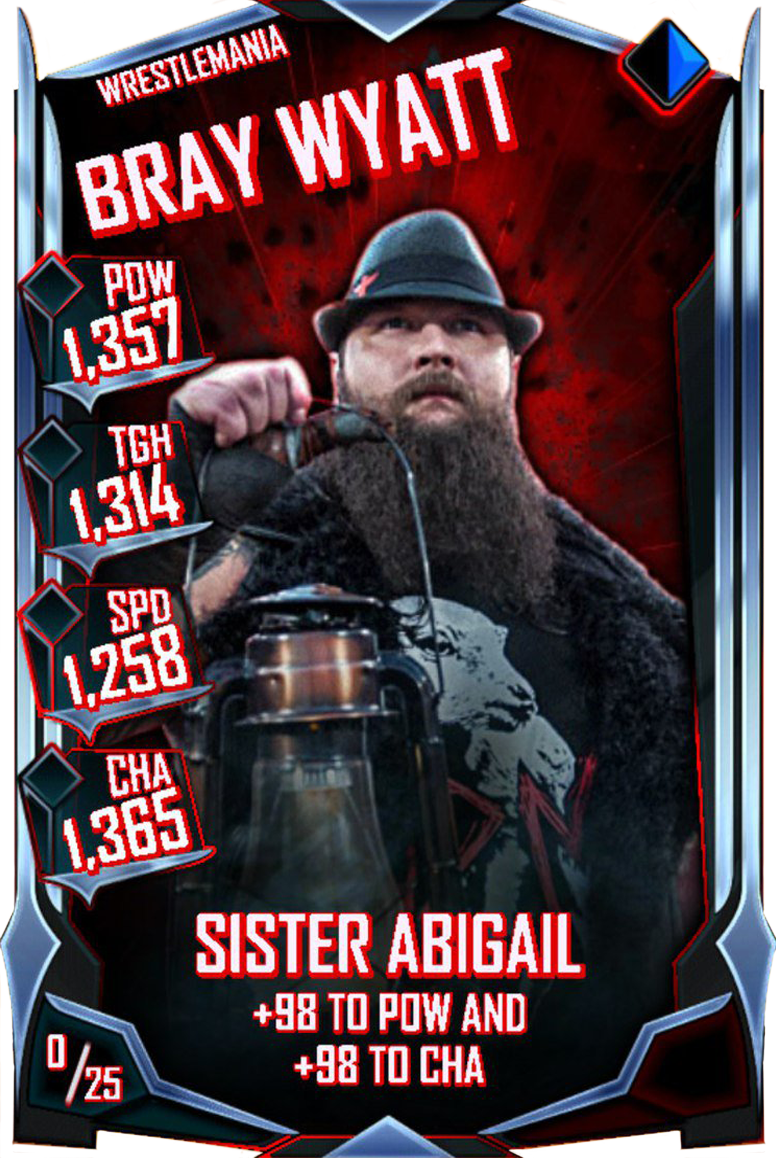 WRESTLEMANIA
BRAY WYATT
POW
1,357
TGH
1,314
SPD
1,258
CHA
1,365
SISTER ABIGAIL
+98 TO POW AND
+98 TO CHA
0/25